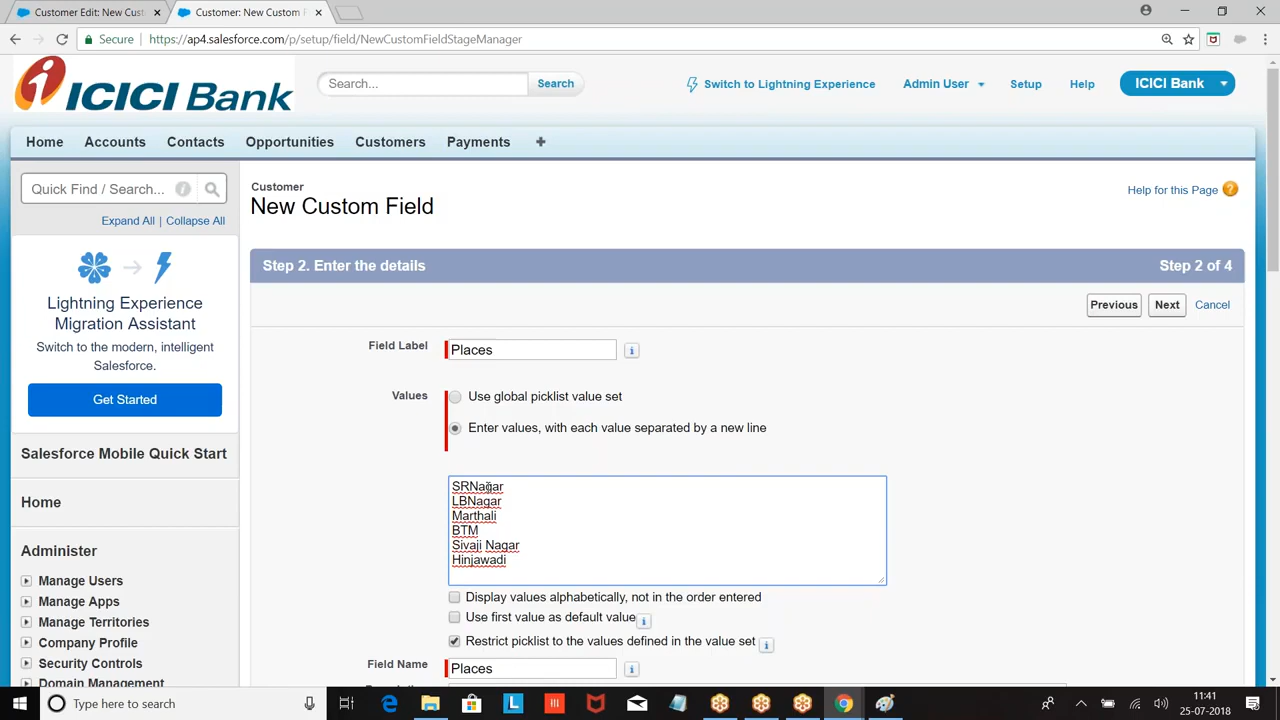 Customer Edit: New Custom
Customer: New Custom F
Secure
https://ap4.salesforce.com/p/setup/field/NewCustomFieldStageManager
ICICI Bank
Search...
Search
Switch to Lightning Experience
Admin User
Setup
Help
ICICI Bank
Home
Accounts
Contacts
Opportunities
Customers
Payments
Quick Find / Search...
Expand All | Collapse All
Lightning Experience
Migration Assistant
Switch to the modern, intelligent
Salesforce.
Get Started
Salesforce Mobile Quick Start
Home
Administer
Manage Users
Manage Apps
Manage Territories
Company Profile
Security Controls
Domain Management
Customer
New Custom Field
Help for this Page
Step 2. Enter the details
Step 2 of 4
Previous
Next
Cancel
Field Label
Places
Values
Use global picklist value set
Enter values, with each value separated by a new line
SRNagar
LBNagar
Marthali
BTM
Sivaji Nagar
Hinjawadi
Display values alphabetically, not in the order entered
Use first value as default value
Restrict picklist to the values defined in the value set
Field Name
Places
Type here to search
11:41
25-07-2018